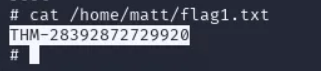 # cat /home/matt/flag1.txt
THM-28392872729920
#